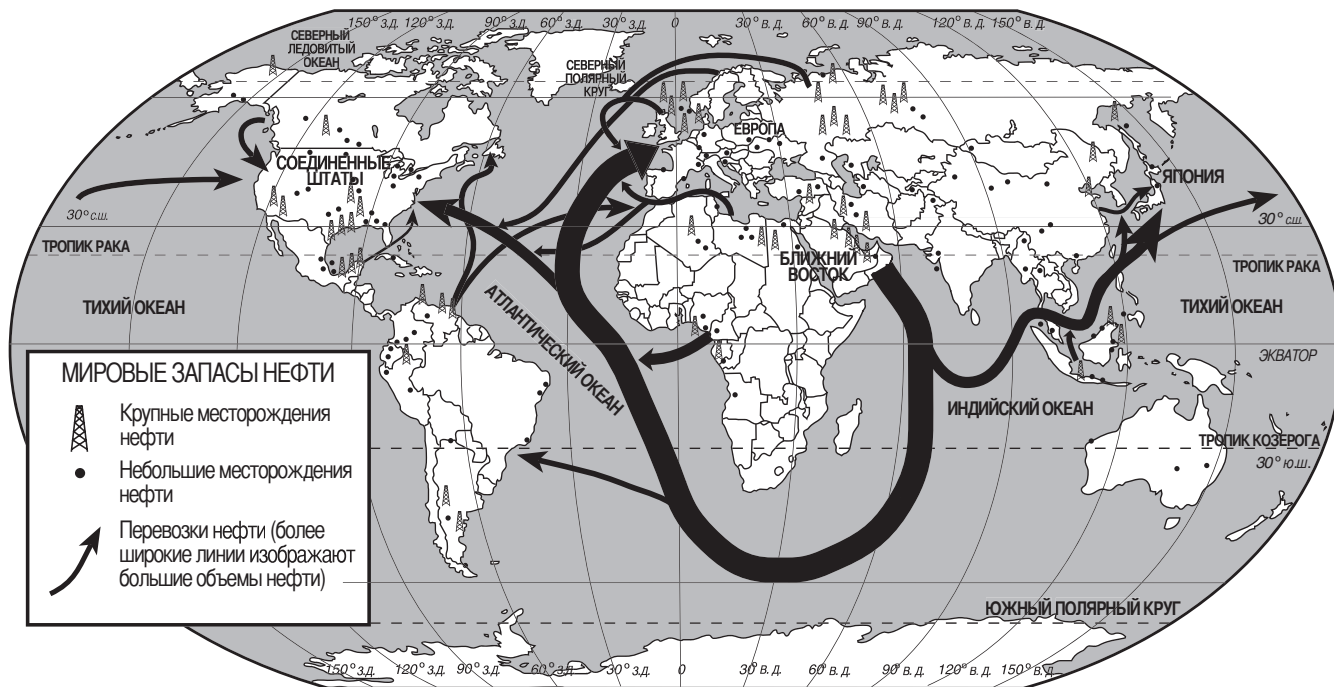 150° з.д. 120° з.д. 90° з.д. 60° з.д. 30° з.д. 0 30° в. д. 60° в. д. 90° в. д. 120° в. д. 150° в. д.
СЕВЕРНЫЙ
ЛЕДОВИТЫЙ
ОКЕАН
СЕВЕРНЫЙ
ПОЛЯРНЫЙ
КРУГ
ЕВРОПА
СОЕДИНЕННЫЕ
ШТАТЫ
ЯПОНИЯ
30° с.ш.
30° с.ш.
ТРОПИК РАКА
БЛИЖНИЙ
ВОСТОК
ТРОПИК РАКА
ТИХИЙ ОКЕАН
АТЛАНТИЧЕСКИЙ ОКЕАН
ТИХИЙ ОКЕАН
ЭКВАТОР
ИНДИЙСКИЙ ОКЕАН
ТРОПИК КОЗЕРОГА
30° ю.ш.
МИРОВЫЕ ЗАПАСЫ НЕФТИ
Крупные месторождения
нефти
Небольшие месторождения
нефти
Перевозки нефти (более
широкие линии изображают
большие объемы нефти)
ЮЖНЫЙ ПОЛЯРНЫЙ КРУГ
150° з.д. 120° з.д. 90° з.д. 60° з.д. 30° з.д. 0 30° в. д. 60° в. д. 90° в. д. 120° в. д. 150° в. д.